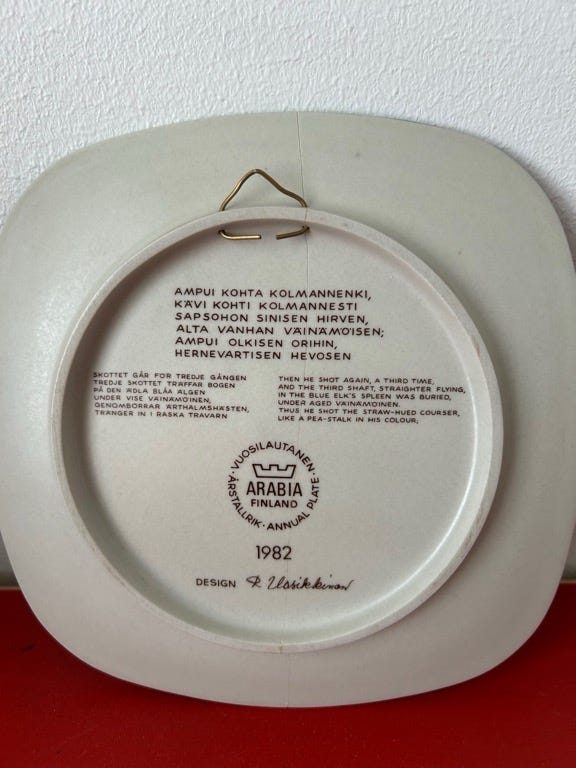 AMPUI KOHTA KOLMANNENKI,
KÄVI KOHTI KOLMANNESTI
SAPSOHON SINISEN HIRVEN,
ALTA VANHAN VÄINÄMÖISEN;
AMPUI OLKISEN ORIHIN,
HERNEVARTISEN HEVOSEN
SKOTTET GÅR FÖR TREDJE GÅNGEN
TREDJE SKOTTET TRÄFFAR BOGEN
PÅ DEN ÄDLA BLÅA ÄLGEN
UNDER VISE VÄINÄMÖINEN,
GENOMBORRAR ÄRTHALMSHÄSTEN,
TRÄNGER IN I RASKA TRAVARN
THEN HE SHOT AGAIN, A THIRD TIME,
AND THE THIRD SHAFT, STRAIGHTER FLYING,
IN THE BLUE ELK'S SPLEEN WAS BURIED,
UNDER AGED VÄINÄMÖINEN.
THUS HE SHOT THE STRAW-HUED COURSER,
LIKE A PEA-STALK IN HIS COLOUR;
VUOSILAUTANEN ·
ARABIA
FINLAND
ÅRSTALLRIK · ANNUAL PLATE ·
1982
DESIGN R. Uosikkinen